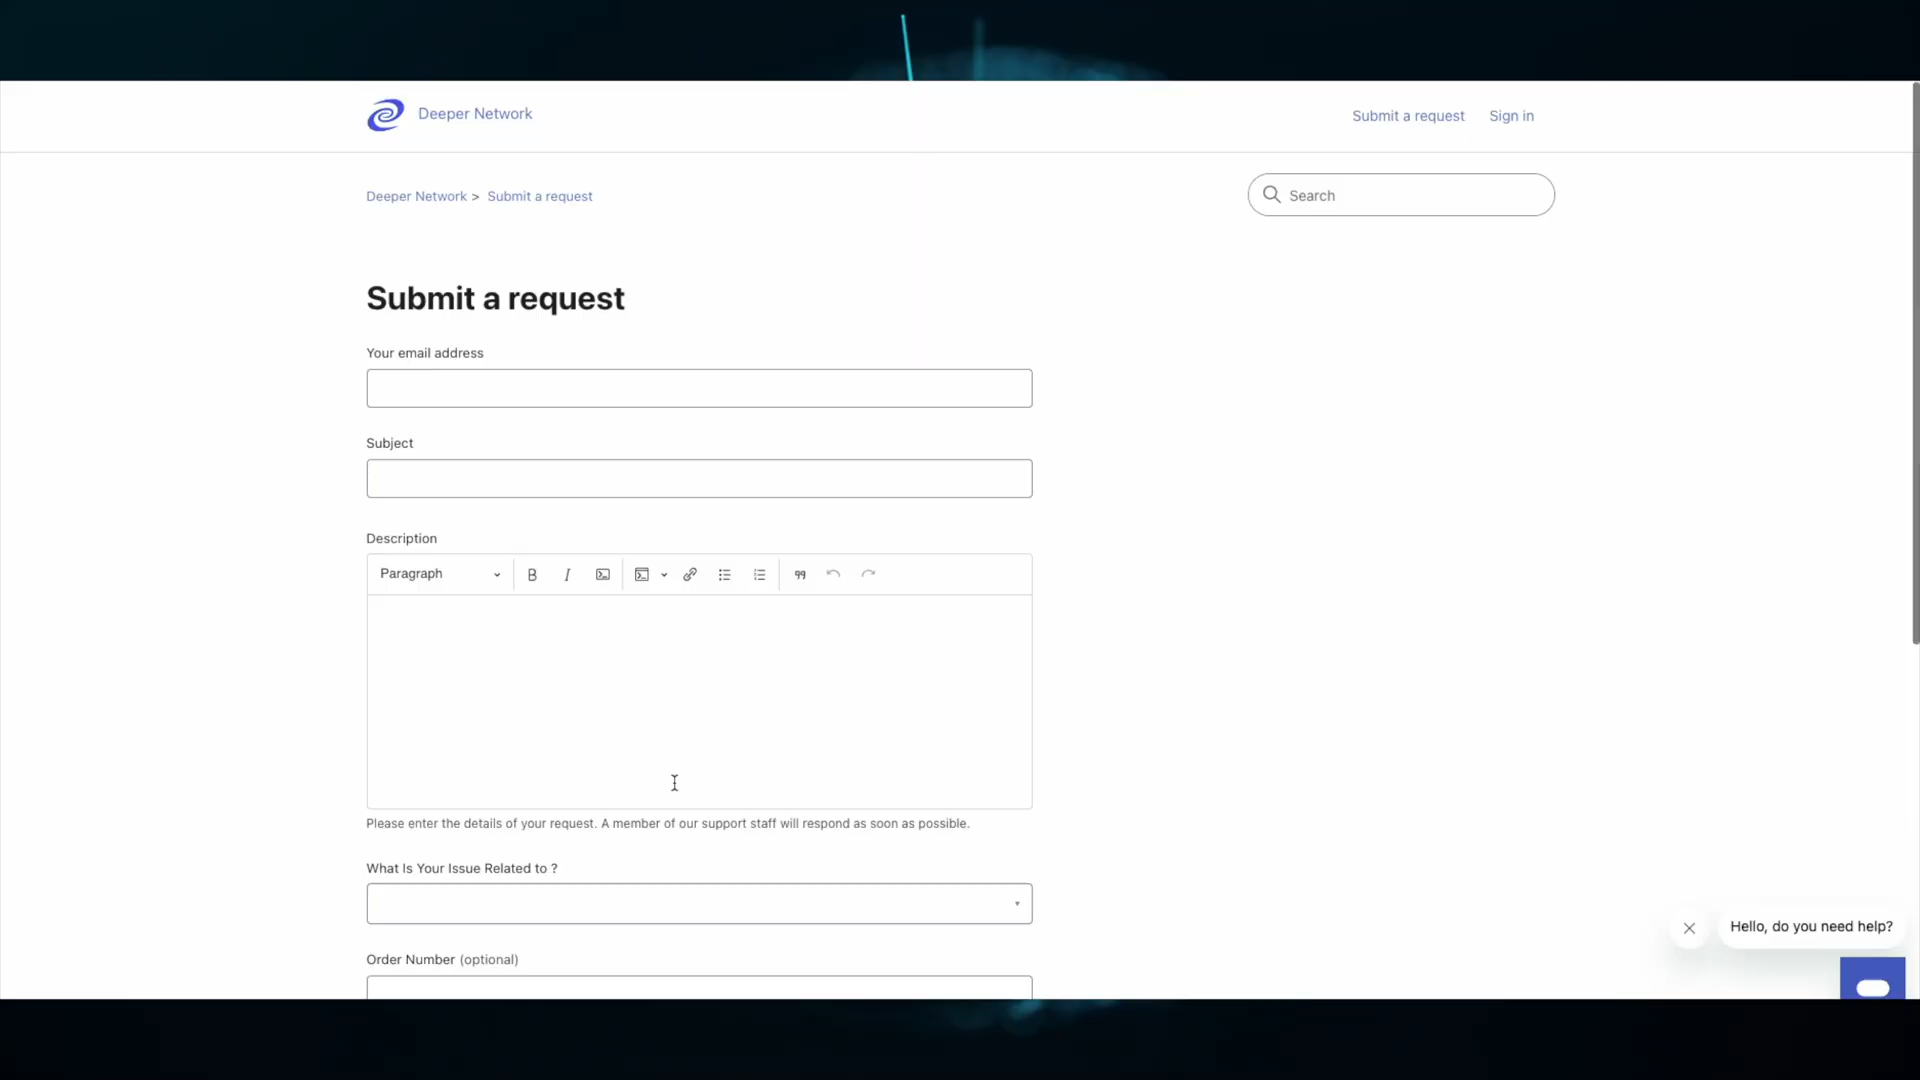 Deeper Network
Submit a request
Sign in
Deeper Network > Submit a request
Search
Submit a request
Your email address
Subject
Description
Paragraph
Please enter the details of your request. A member of our support staff will respond as soon as possible.
What Is Your Issue Related to ?
Order Number (optional)
Hello, do you need help?